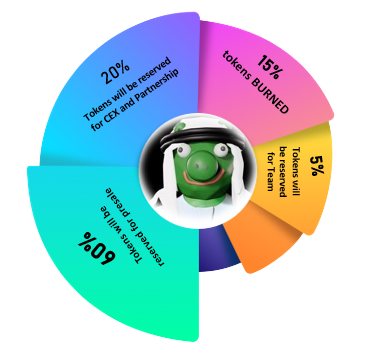 20%
Tokens will be reserved
for CEX and Partnership
15%
tokens BURNED
5%
Tokens will
be reserved
for Team
60%
Tokens will be
reserved for presale